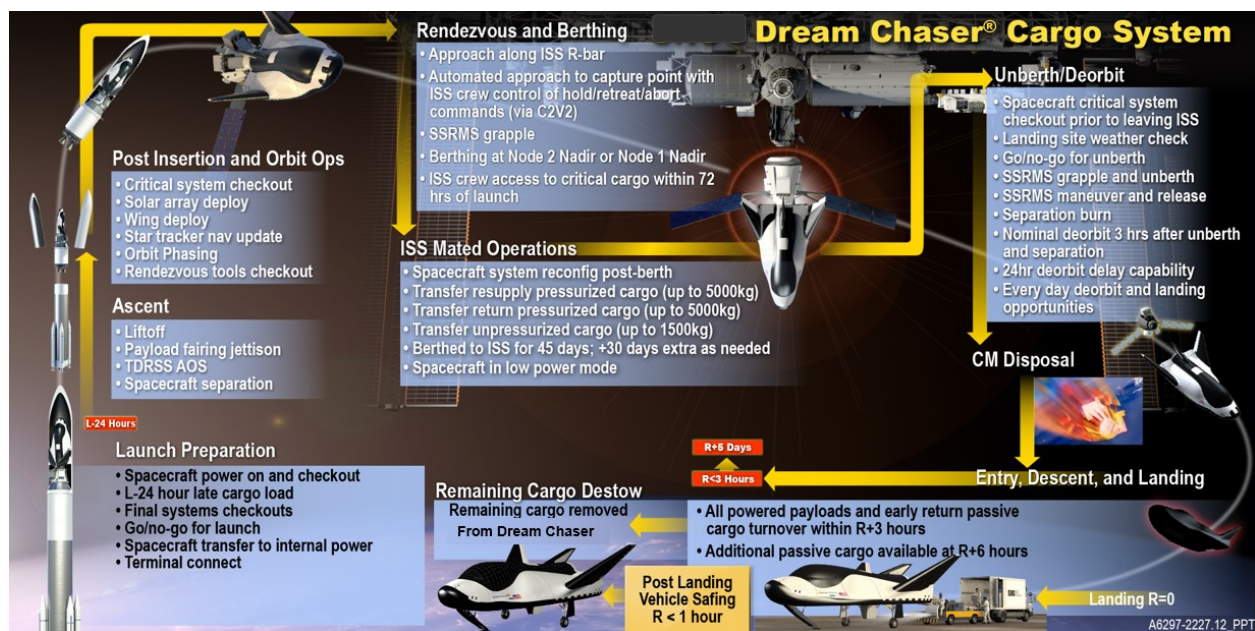 Dream Chaser® Cargo System
Launch Preparation
• Spacecraft power on and checkout
• L-24 hour late cargo load
• Final systems checkouts
• Go/no-go for launch
• Spacecraft transfer to internal power
• Terminal connect
L-24 Hours
Ascent
• Liftoff
• Payload fairing jettison
• TDRSS AOS
• Spacecraft separation
Post Insertion and Orbit Ops
• Critical system checkout
• Solar array deploy
• Wing deploy
• Star tracker nav update
• Orbit Phasing
• Rendezvous tools checkout
Rendezvous and Berthing
• Approach along ISS R-bar
• Automated approach to capture point with
ISS crew control of hold/retreat/abort
commands (via C2V2)
• SSRMS grapple
• Berthing at Node 2 Nadir or Node 1 Nadir
• ISS crew access to critical cargo within 72
hrs of launch
ISS Mated Operations
• Spacecraft system reconfig post-berth
• Transfer resupply pressurized cargo (up to 5000kg)
• Transfer return pressurized cargo (up to 5000kg)
• Transfer unpressurized cargo (up to 1500kg)
• Berthed to ISS for 45 days; +30 days extra as needed
• Spacecraft in low power mode
Unberth/Deorbit
• Spacecraft critical system
checkout prior to leaving ISS
• Landing site weather check
• Go/no-go for unberth
• SSRMS grapple and unberth
• SSRMS maneuver and release
• Separation burn
• Nominal deorbit 3 hrs after unberth
and separation
• 24hr deorbit delay capability
• Every day deorbit and landing
opportunities
CM Disposal
Entry, Descent, and Landing
R+5 Days
R<3 Hours
• All powered payloads and early return passive
cargo turnover within R+3 hours
• Additional passive cargo available at R+6 hours
Landing R=0
Remaining Cargo Destow
Remaining cargo removed
From Dream Chaser
Post Landing
Vehicle Safing
R < 1 hour
A6297-2227.12_PPT